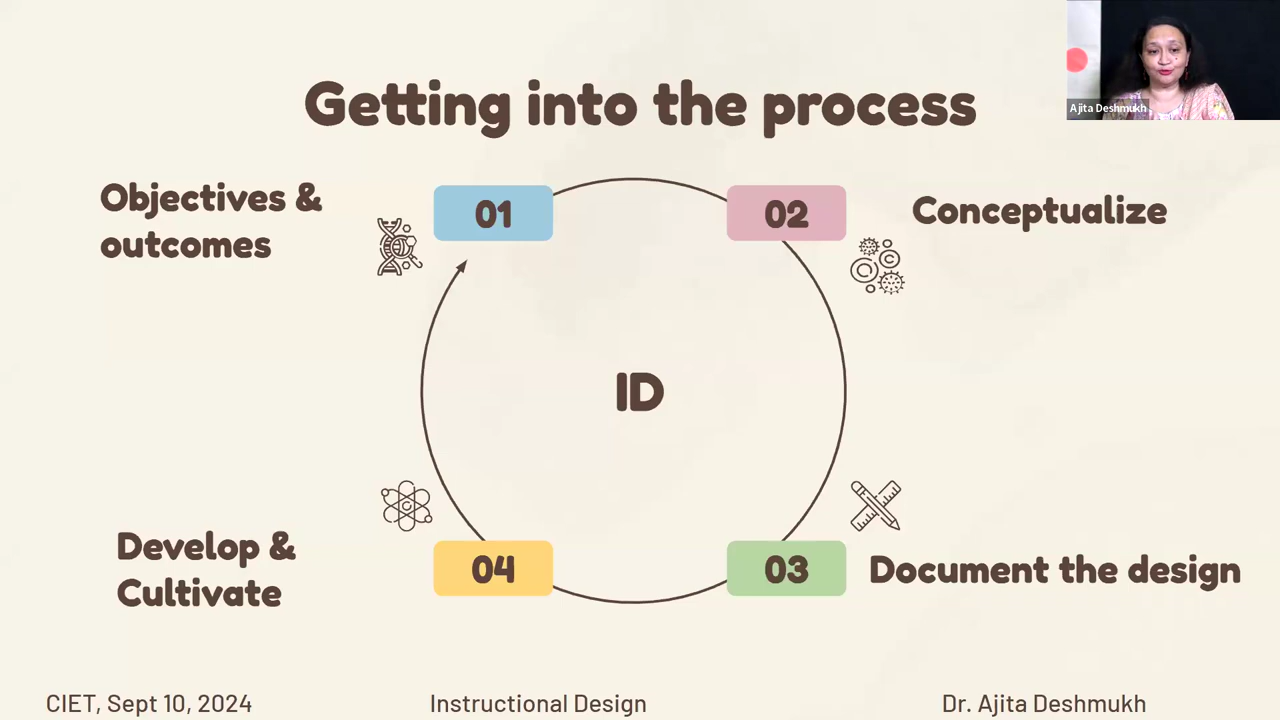 Getting into the process
Ajita Deshmukh
Objectives &
outcomes
01
02
Conceptualize
ID
Develop &
Cultivate
04
03
Document the design
CIET, Sept 10, 2024
Instructional Design
Dr. Ajita Deshmukh